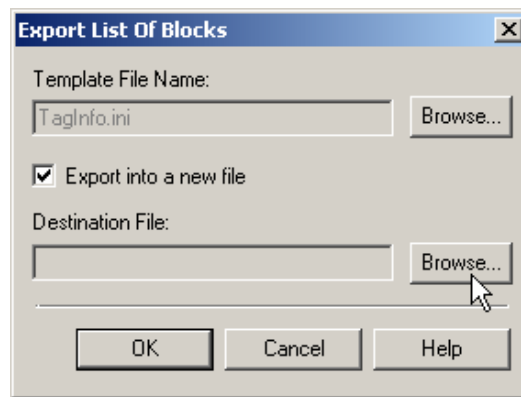 Export List Of Blocks
Template File Name:
TagInfo.ini
Browse...
Export into a new file
Destination File:
Browse...
OK
Cancel
Help